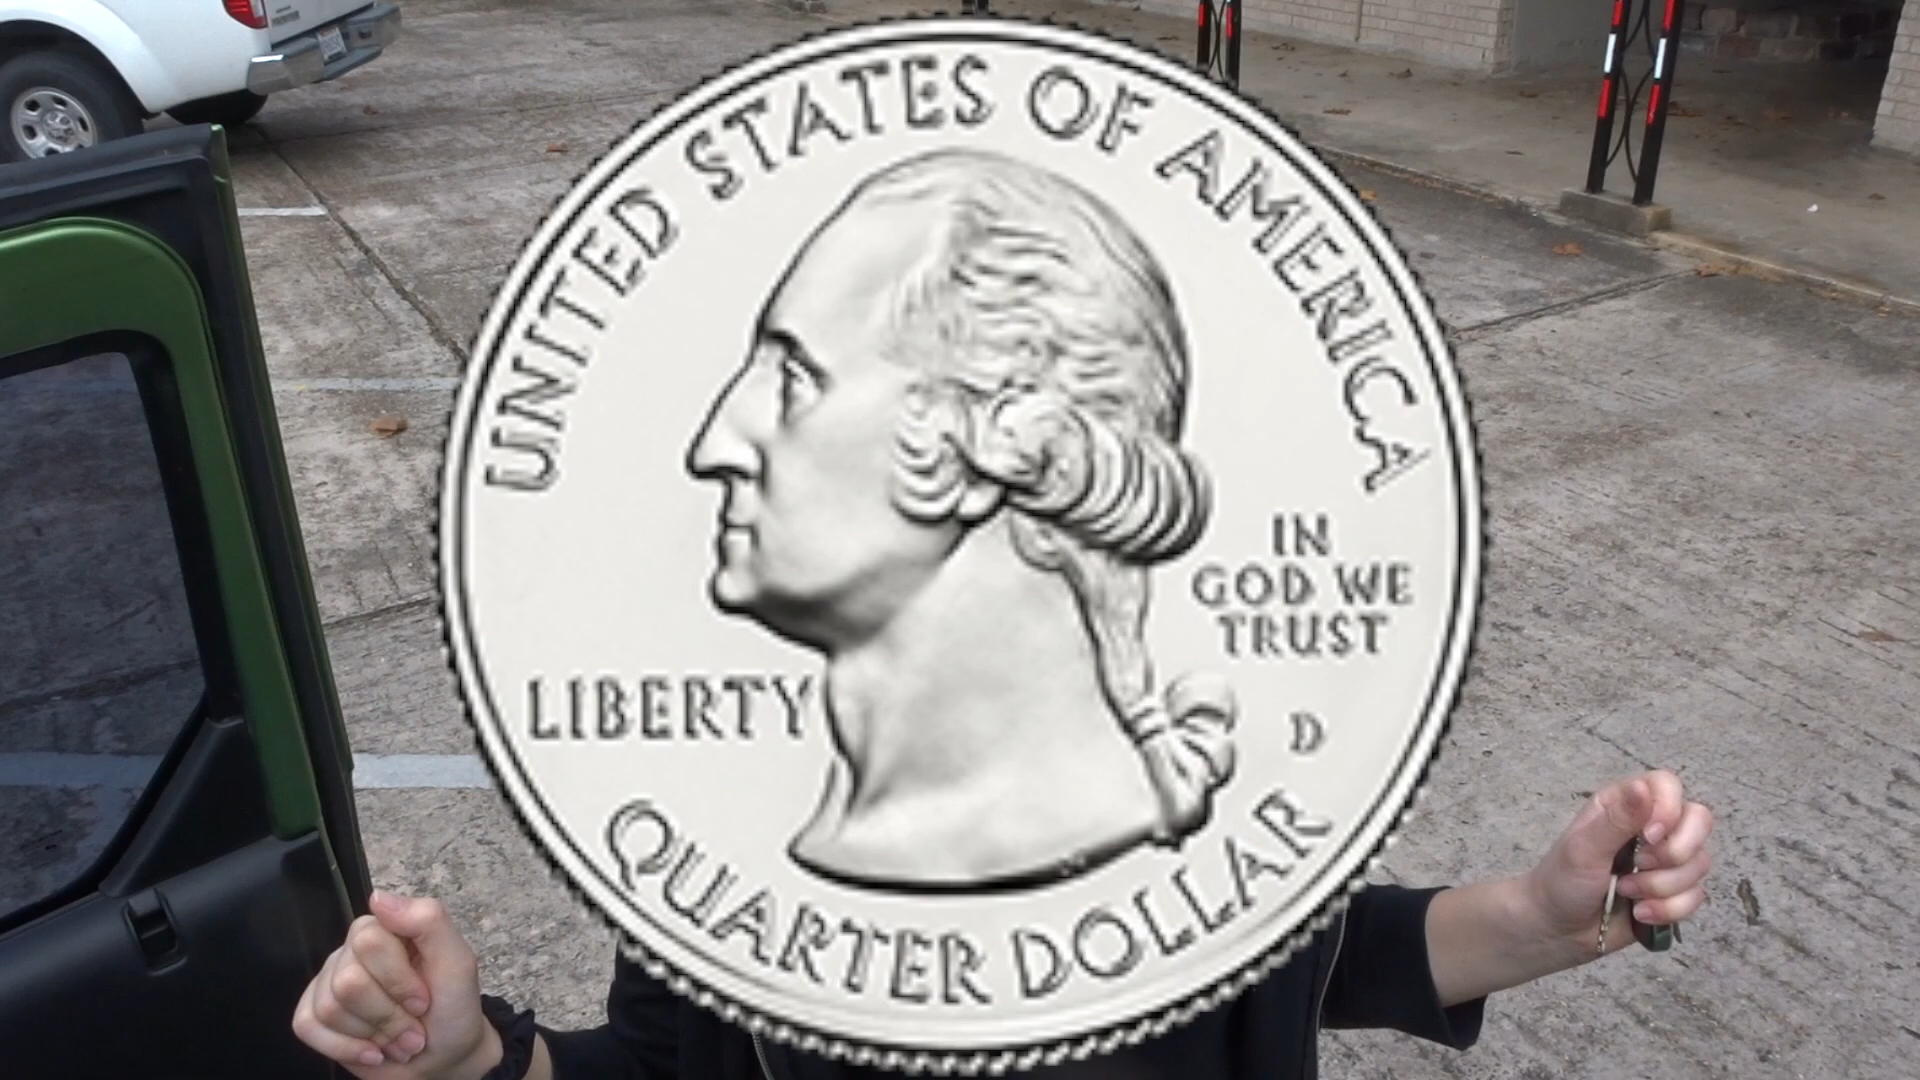 UNITED STATES OF AMERICA
IN
GOD WE
TRUST
LIBERTY
D
QUARTER DOLLAR